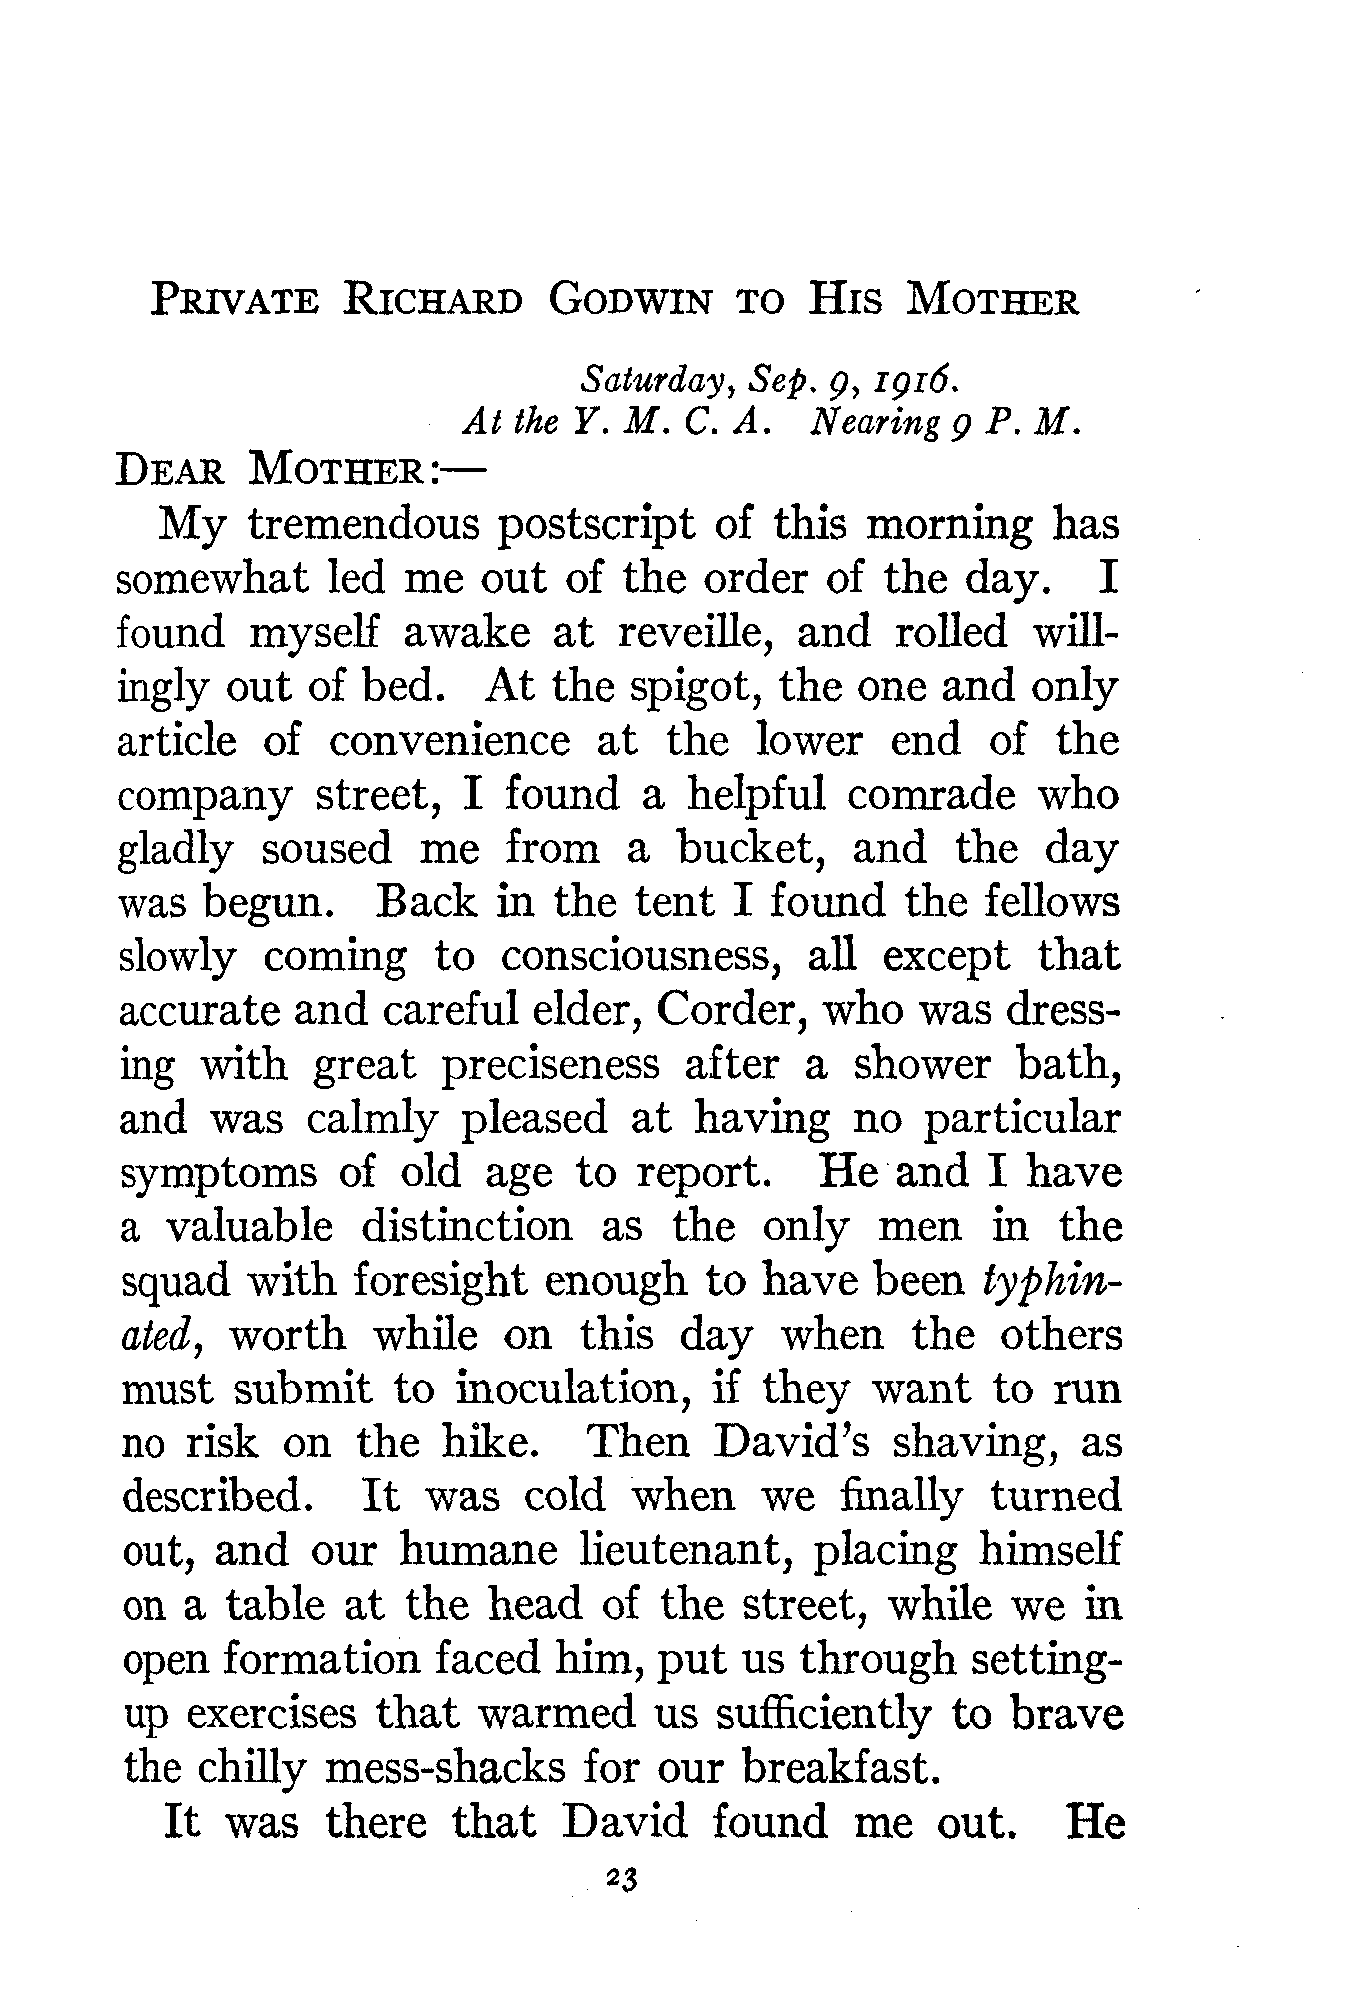 PRIVATE RICHARD GODWIN TO HIS MOTHER
Saturday, Sep. 9, 1916.
At the Y. M. C. A. Nearing 9 P. M.
DEAR MOTHER:—
My tremendous postscript of this morning has
somewhat led me out of the order of the day. I
found myself awake at reveille, and rolled will-
ingly out of bed. At the spigot, the one and only
article of convenience at the lower end of the
company street, I found a helpful comrade who
gladly soused me from a bucket, and the day
was begun. Back in the tent I found the fellows
slowly coming to consciousness, all except that
accurate and careful elder, Corder, who was dress-
ing with great preciseness after a shower bath,
and was calmly pleased at having no particular
symptoms of old age to report. He and I have
a valuable distinction as the only men in the
squad with foresight enough to have been typhin-
ated, worth while on this day when the others
must submit to inoculation, if they want to run
no risk on the hike. Then David's shaving, as
described. It was cold when we finally turned
out, and our humane lieutenant, placing himself
on a table at the head of the street, while we in
open formation faced him, put us through setting-
up exercises that warmed us sufficiently to brave
the chilly mess-shacks for our breakfast.
It was there that David found me out. He
23